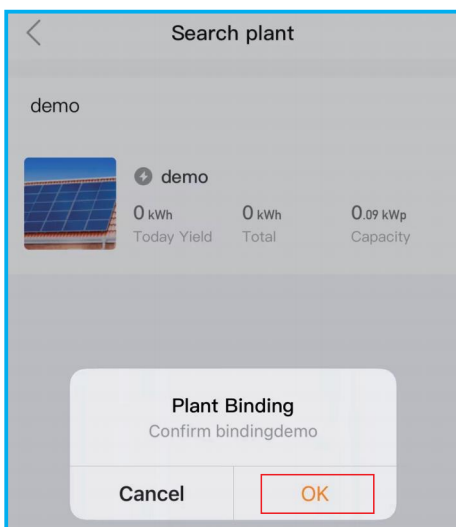 Search plant
demo
demo
0 kWh 0 kWh 0.09 kWp
Today Yield Total Capacity
Plant Binding
Confirm bindingdemo
Cancel OK